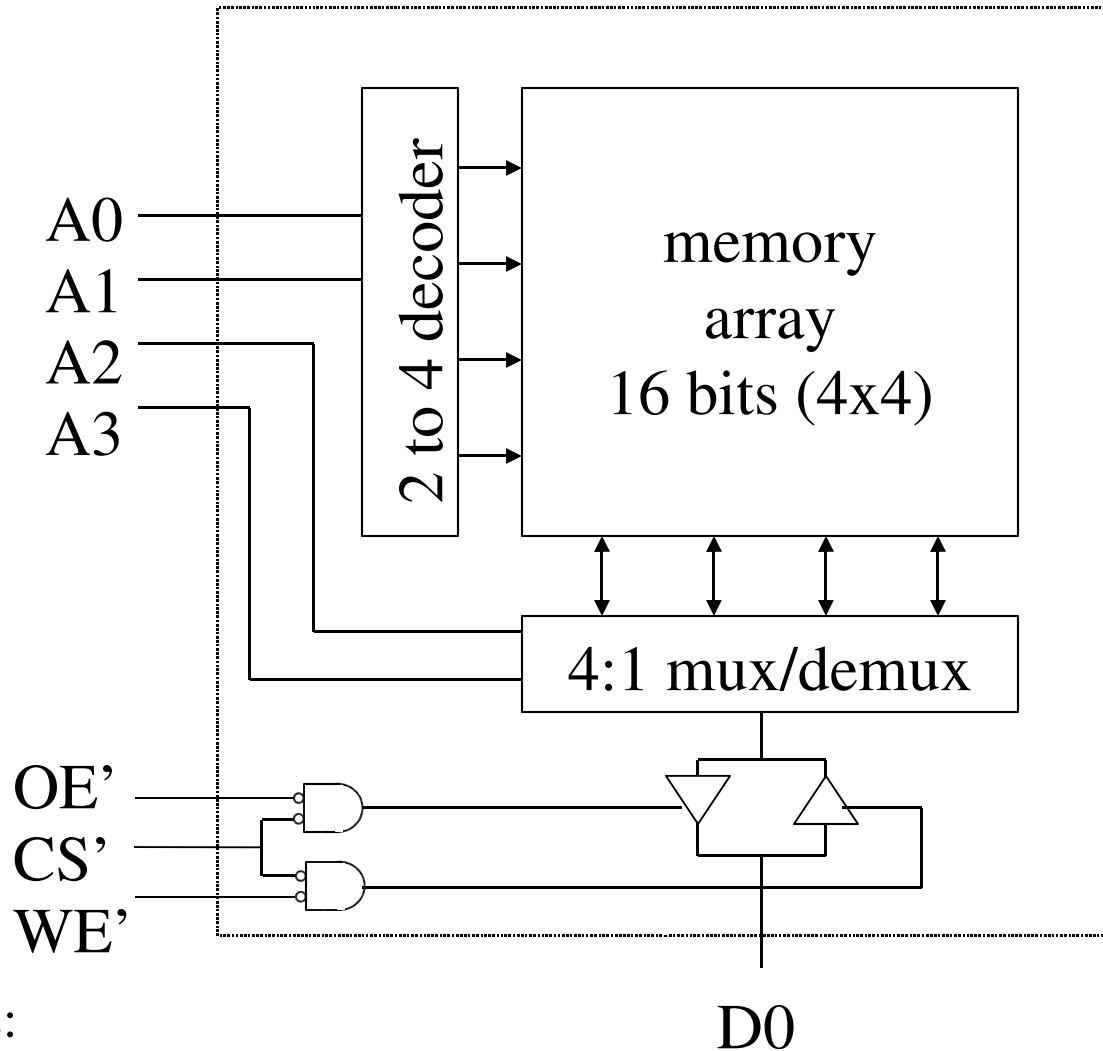 A0
A1
A2
A3
2 to 4 decoder
memory
array
16 bits (4x4)
4:1 mux/demux
OE’
CS’
WE’
D0
: